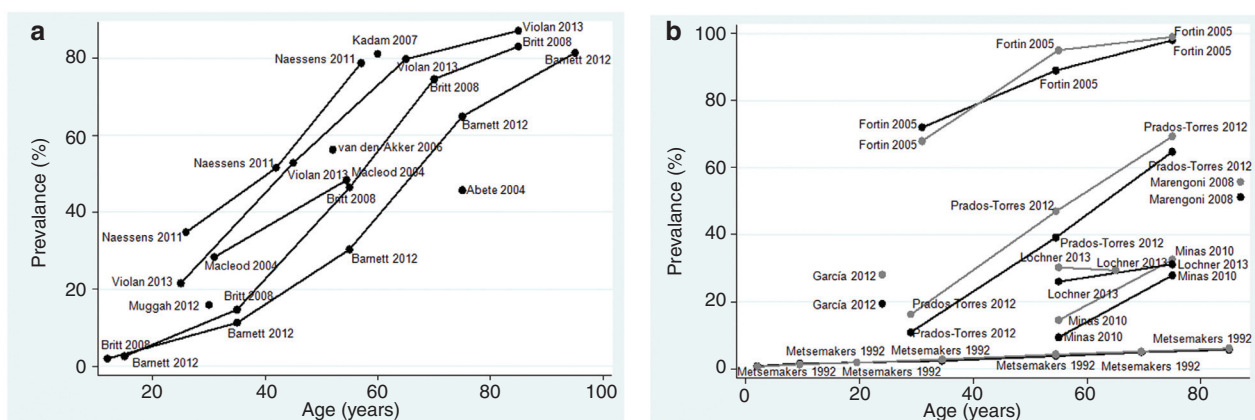 a
Prevalance (%)
80
60
40
20
0
Violan 2013
Kadam 2007
Britt 2008
Naessens 2011
Violan 2013
Barnett 2012
Britt 2008
Barnett 2012
van den Akker 2006
Naessens 2011
Violan 2013
Macleod 2004
Britt 2008
Abete 2004
Naessens 2011
Macleod 2004
Barnett 2012
Violan 2013
Muggah 2012
Britt 2008
Barnett 2012
Britt 2008
Barnett 2012
20
40
60
80
100
Age (years)
b
Prevalance (%)
100
80
60
40
20
0
Fortin 2005
Fortin 2005
Fortin 2005
Fortin 2005
Fortin 2005
Fortin 2005
Prados-Torres 2012
Prados-Torres 2012
Marengoni 2008
Marengoni 2008
Prados-Torres 2012
Prados-Torres 2012
Minas 2010
Lochner 2013
Lochner 2013
Lochner 2013
Minas 2010
García 2012
Lochner 2013
García 2012
Prados-Torres 2012
Minas 2010
Prados-Torres 2012
Minas 2010
Metsemakers 1992
Metsemakers 1992
Metsemakers 1992
Metsemakers 1992
Metsemakers 1992
Metsemakers 1992
Metsemakers 1992
0
20
40
60
80
Age (years)